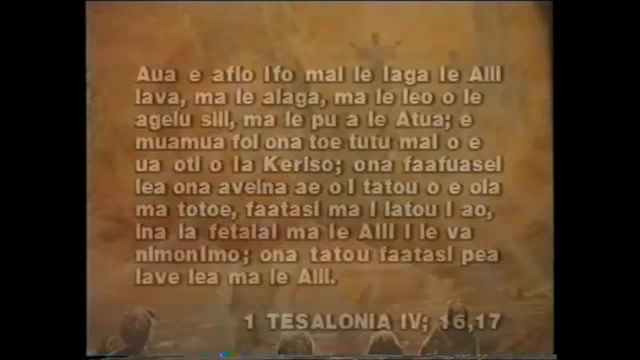 Aua e afio ifo mai le lagi le Alii
lava, ma le alaga, ma le leo o le
agelu sili, ma le pu a le Atua; e
muamua foi ona toe tutu mai o e
ua oti o ia Keriso; ona faafuasei
lea ona aveina ae o i tatou o e ola
ma totoe, faatasi ma i latou i ao,
ina ia fetaiai ma le Alii i le va
nimonimo; ona tatou faatasi pea
lave lea ma le Alii.
1 TESALONIA IV; 16,17